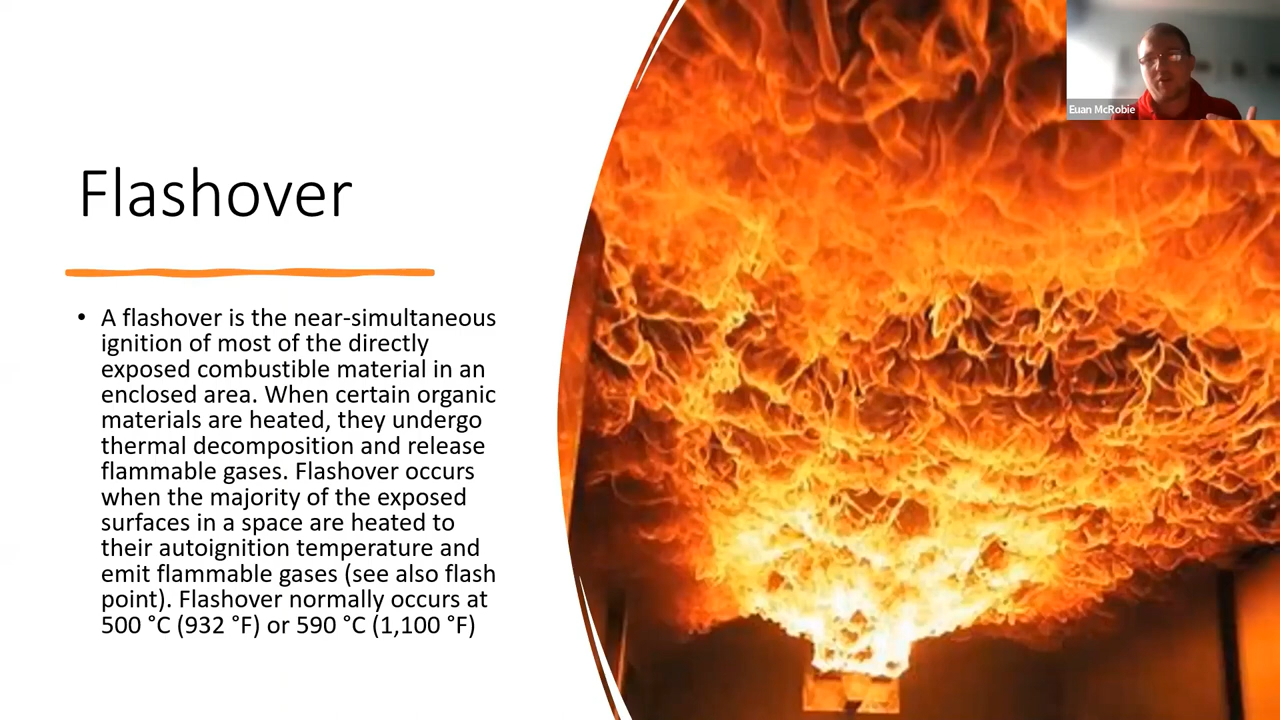 Flashover
• A flashover is the near-simultaneous
ignition of most of the directly
exposed combustible material in an
enclosed area. When certain organic
materials are heated, they undergo
thermal decomposition and release
flammable gases. Flashover occurs
when the majority of the exposed
surfaces in a space are heated to
their autoignition temperature and
emit flammable gases (see also flash
point). Flashover normally occurs at
500 °C (932 °F) or 590 °C (1,100 °F)
Euan McRobie